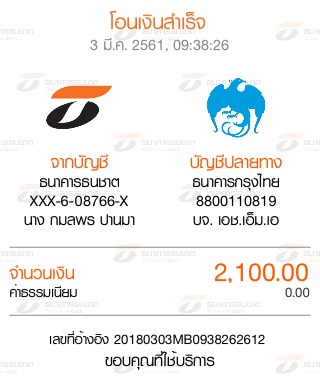 โอนเงินสำเร็จ
3 มี.ค. 2561, 09:38:26
จากบัญชี
ธนาคารธนชาต
XXX-6-08766-X
นาง กมลพร ปานมา
บัญชีปลายทาง
ธนาคารกรุงไทย
8800110819
บจ. เอช.เอ็ม.เอ
จำนวนเงิน 2,100.00
ค่าธรรมเนียม 0.00
เลขที่อ้างอิง 20180303MB0938262612
ขอบคุณที่ใช้บริการ